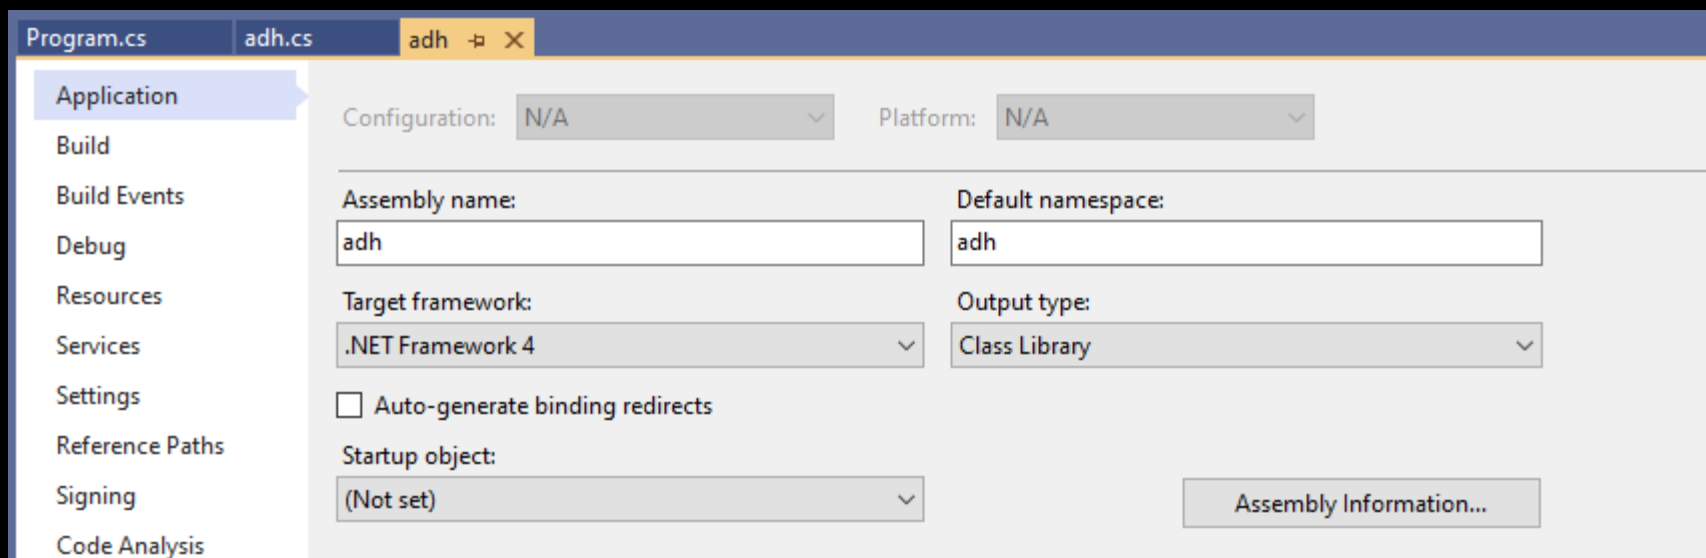 Program.cs adh.cs adh
Application
Configuration: N/A Platform: N/A
Build
Build Events
Assembly name: Default namespace:
adh adh
Debug
Resources
Target framework: Output type:
Services
.NET Framework 4 Class Library
Settings
Auto-generate binding redirects
Reference Paths
Startup object:
Signing
(Not set) Assembly Information...
Code Analysis